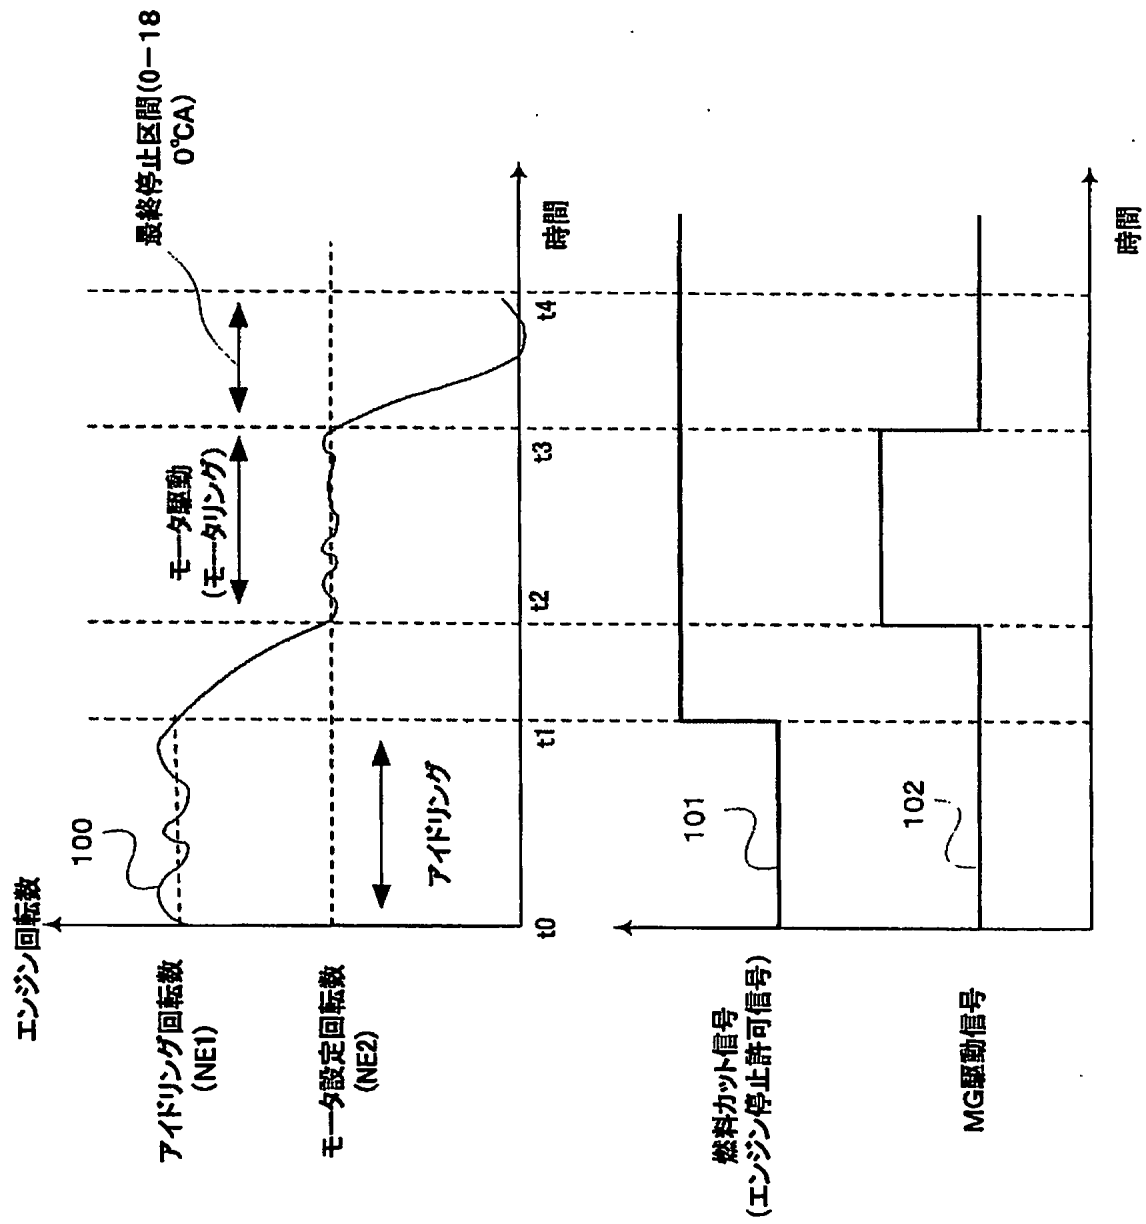 エンジン回転数
アイドリング回転数
(NE1)
モータ設定回転数
(NE2)
100
アイドリング
モータ駆動
(モータリング)
最終停止区間(0−18
0°CA)
t0
t1
t2
t3
t4
時間
燃料カット信号
(エンジン停止許可信号)
101
MG駆動信号
102
時間